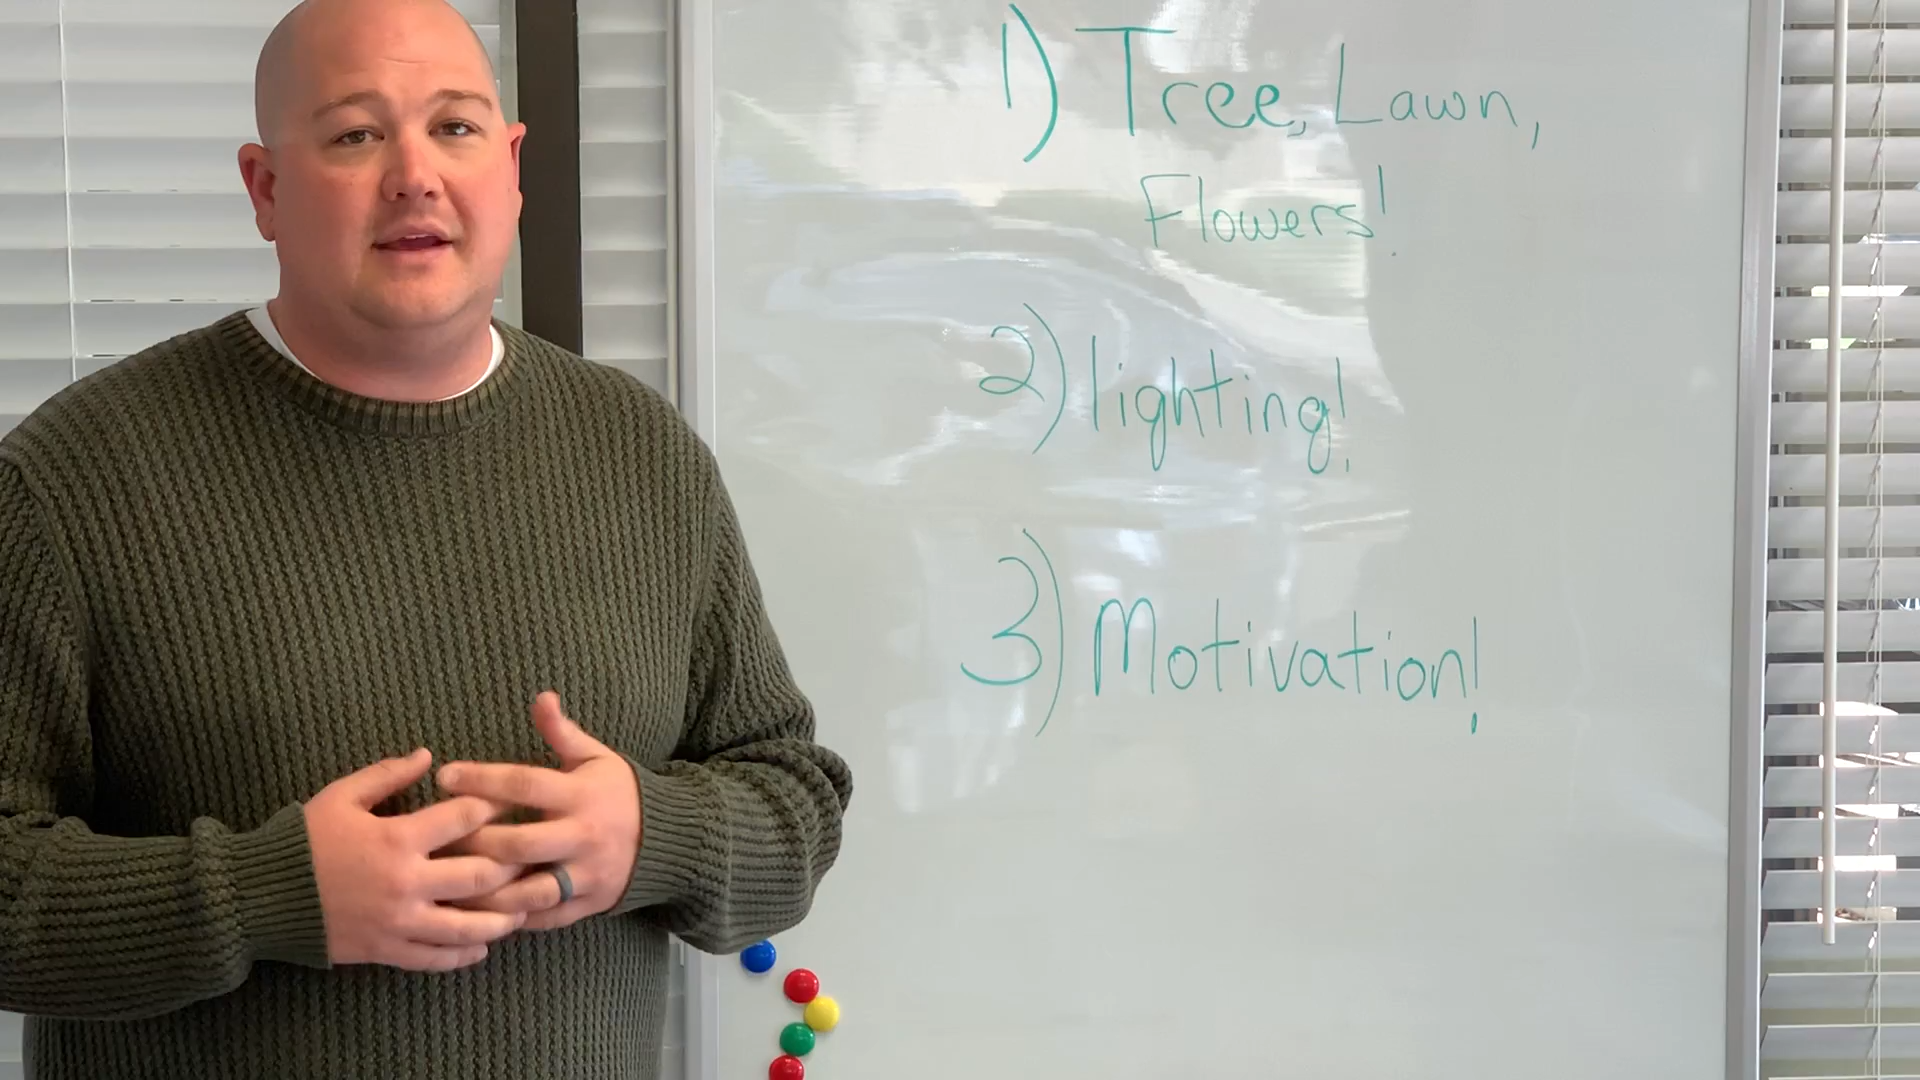 1) Tree, Lawn,
Flowers!
2) lighting!
3) Motivation!